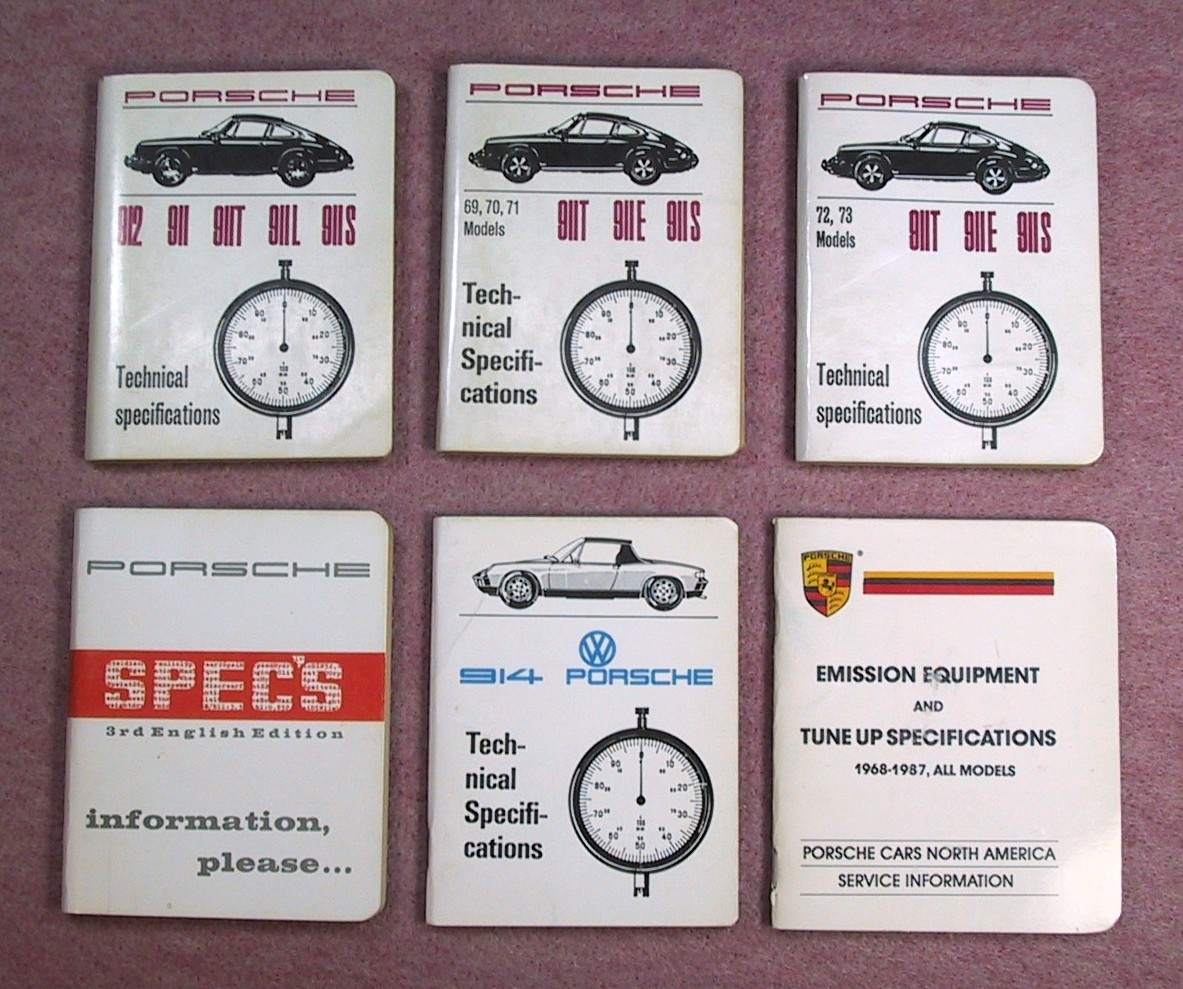 PORSCHE
912 911 911T 911L 911S
Technical
specifications
PORSCHE
69, 70, 71
Models
911T 911E 911S
Tech-
nical
Specifi-
cations
PORSCHE
72, 73
Models
911T 911E 911S
Technical
specifications
PORSCHE
SPEC'S
3rd English Edition
information,
please...
914 VW PORSCHE
Tech-
nical
Specifi-
cations
PORSCHE
EMISSION EQUIPMENT
AND
TUNE UP SPECIFICATIONS
1968-1987, ALL MODELS
PORSCHE CARS NORTH AMERICA
SERVICE INFORMATION